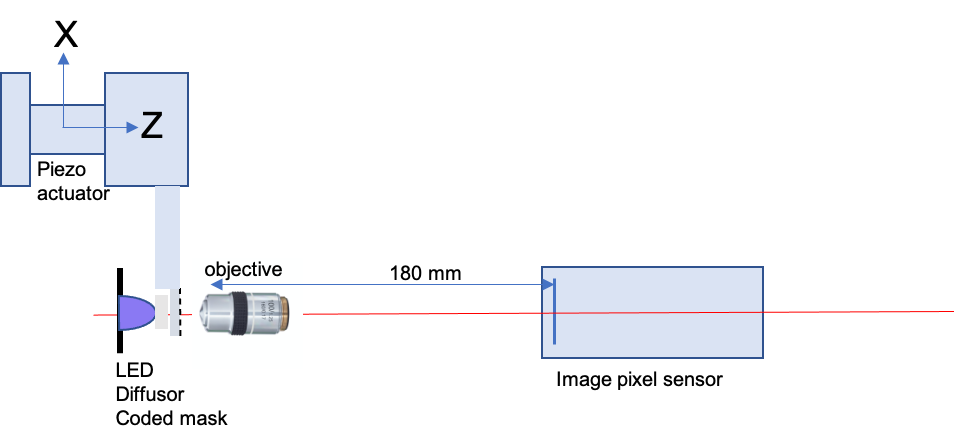 X
Z
Piezo
actuator
objective
180 mm
LED
Diffusor
Coded mask
Image pixel sensor